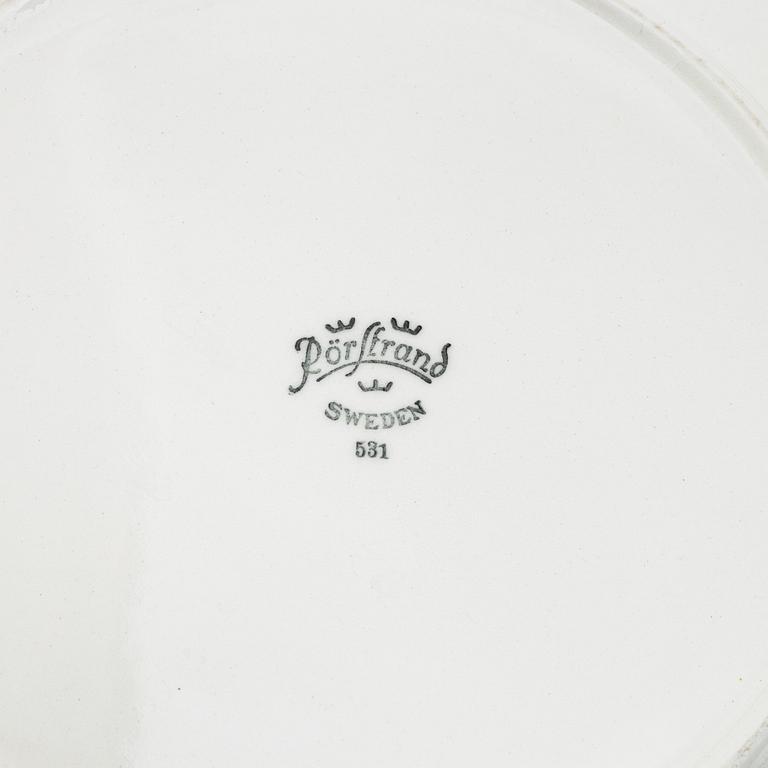 Rörstrand
SWEDEN
531